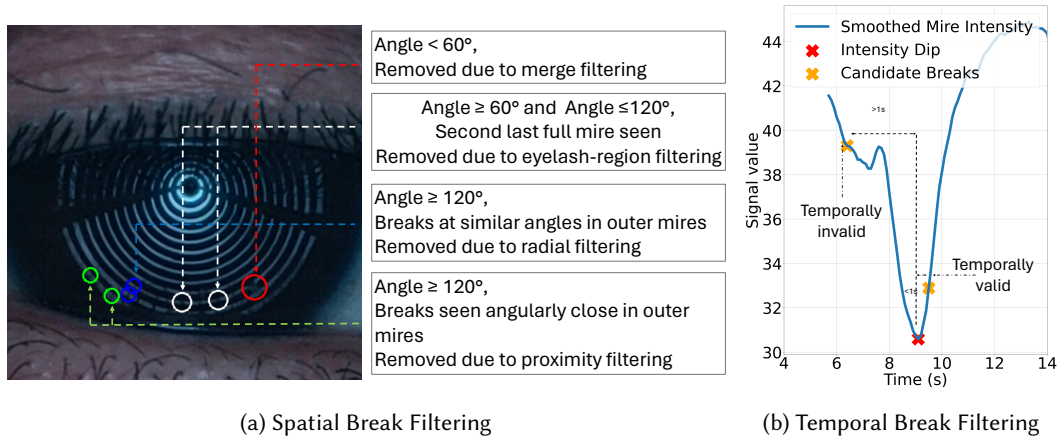 Angle < 60°,
Removed due to merge filtering
Angle ≥ 60° and Angle ≤120°,
Second last full mire seen
Removed due to eyelash-region filtering
Angle ≥ 120°,
Breaks at similar angles in outer mires
Removed due to radial filtering
Angle ≥ 120°,
Breaks seen angularly close in outer
mires
Removed due to proximity filtering
(a) Spatial Break Filtering
Smoothed Mire Intensity
Intensity Dip
Candidate Breaks
Signal value
44
42
40
38
36
34
32
30
>1s
<1s
Temporally
invalid
Temporally
valid
4
6
8
10
12
14
Time (s)
(b) Temporal Break Filtering